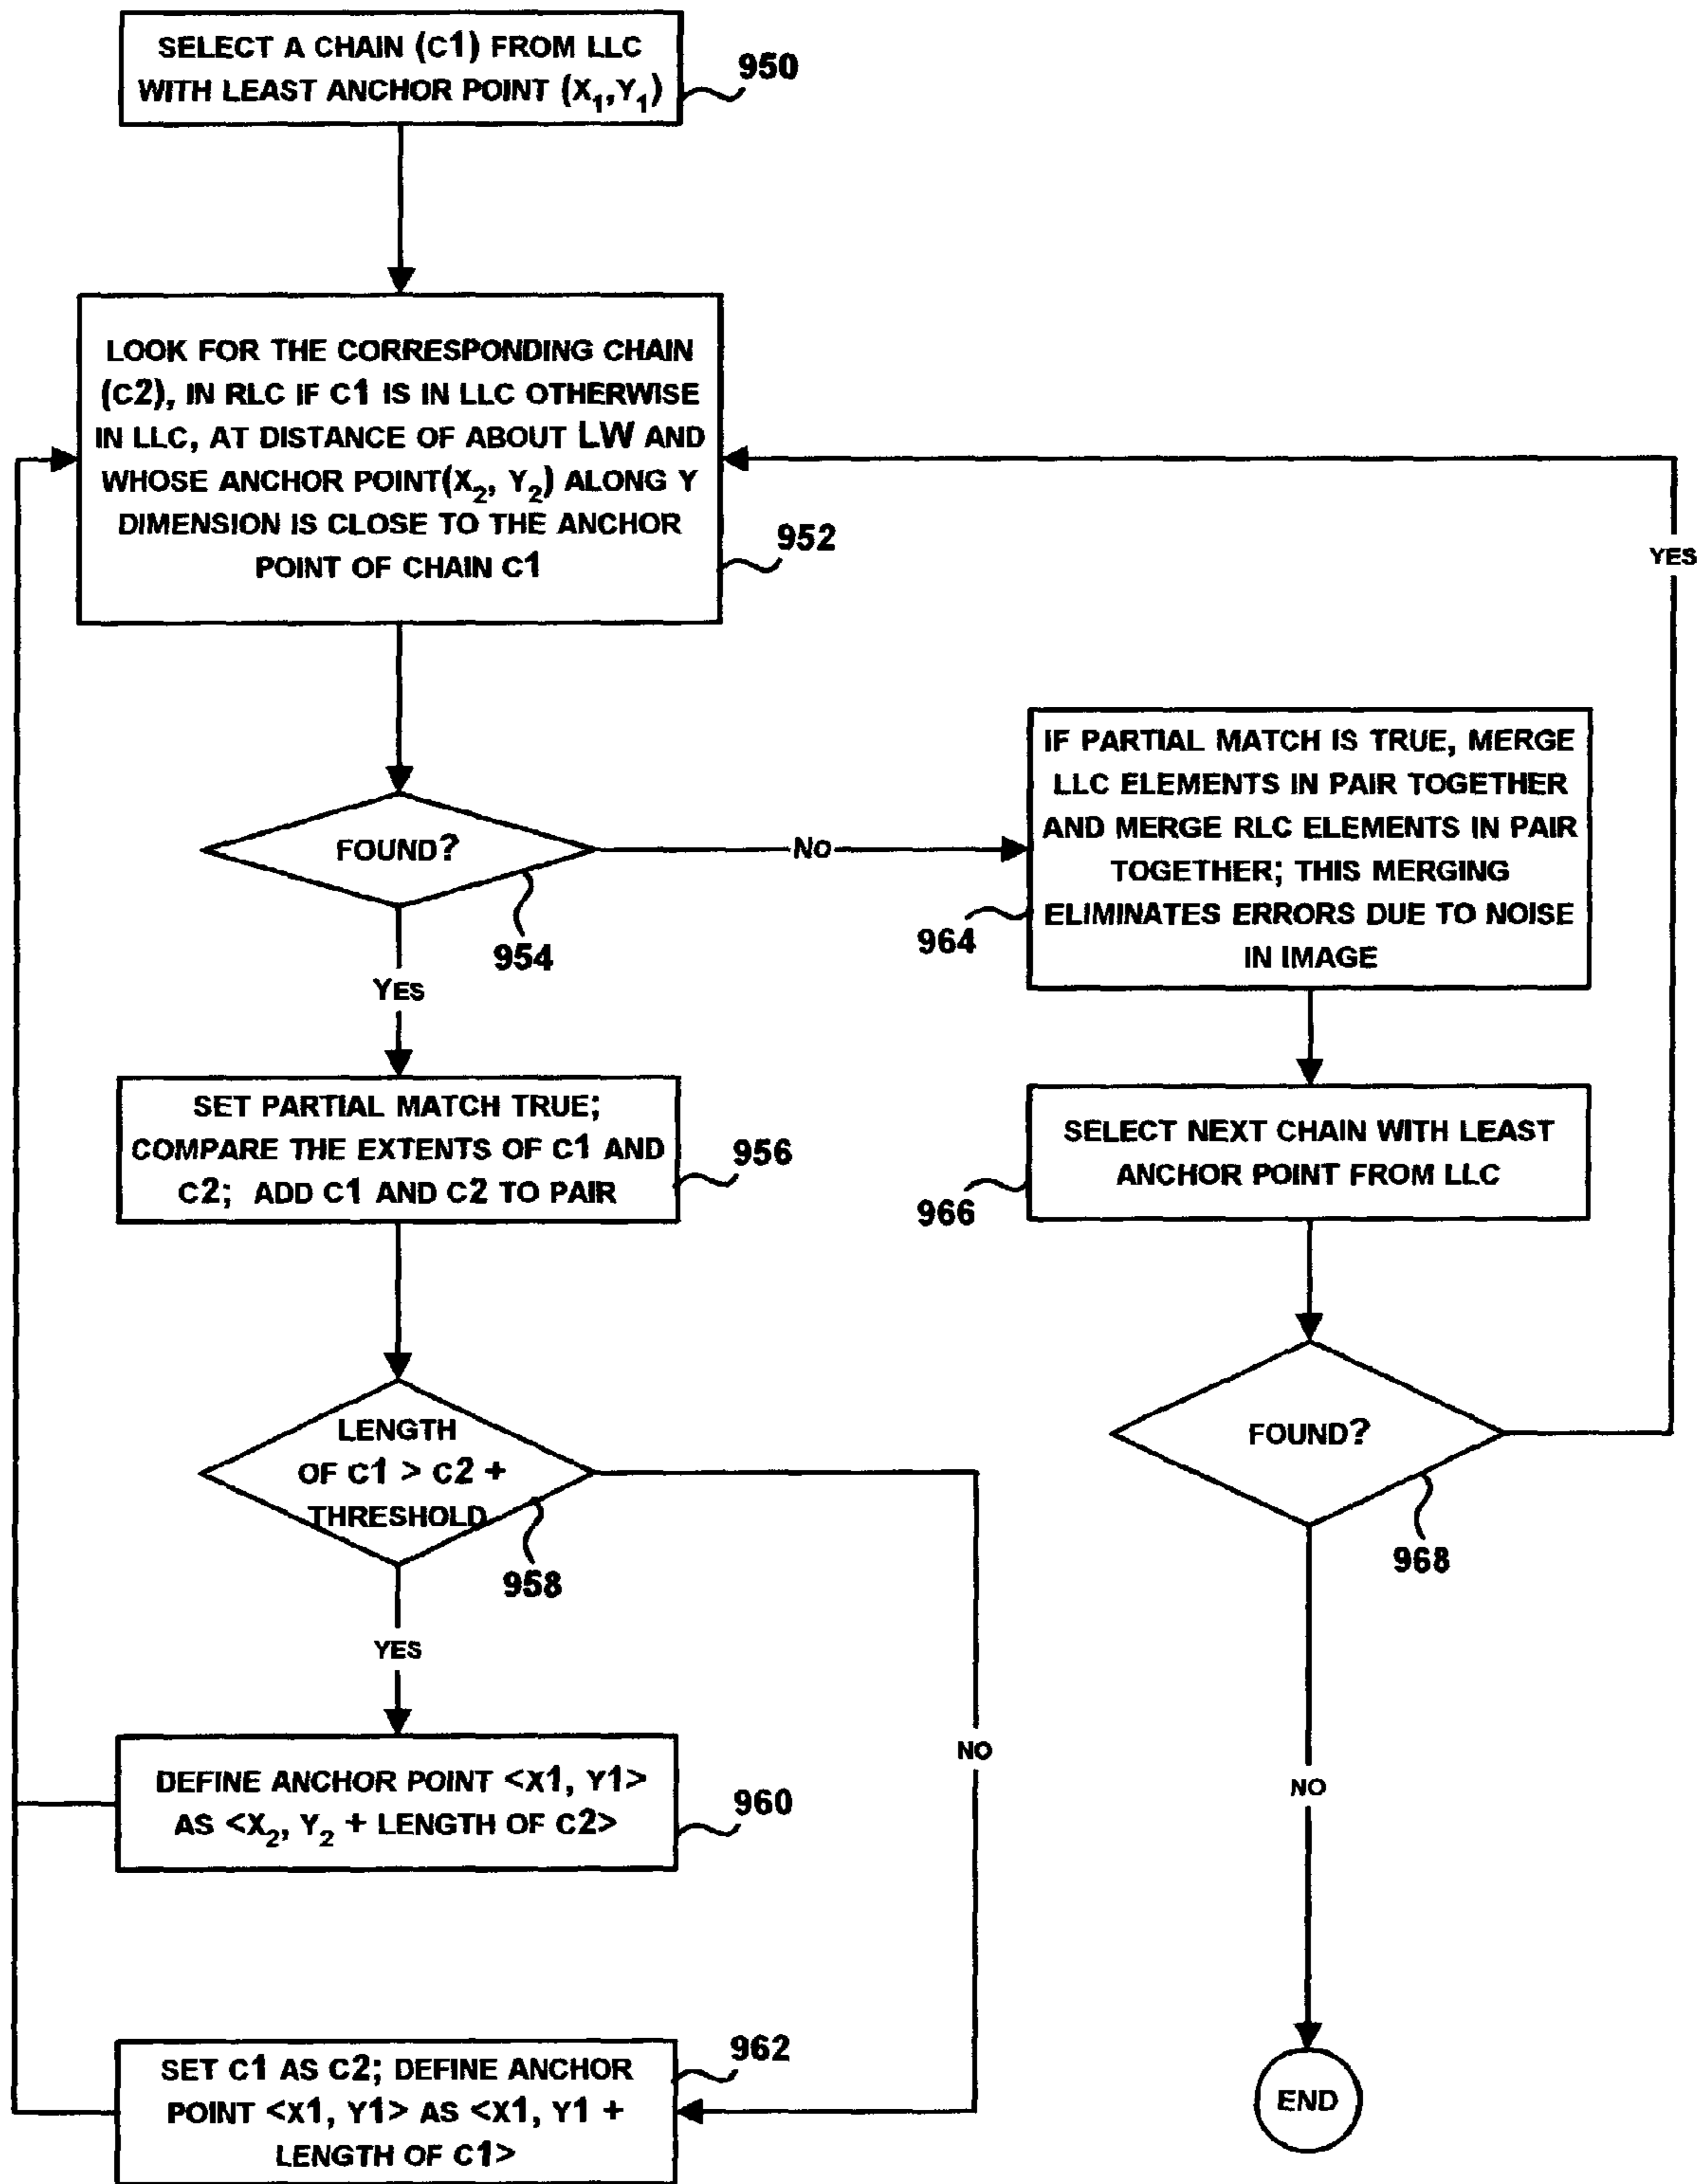 SELECT A CHAIN (C1) FROM LLC
WITH LEAST ANCHOR POINT (X1,Y1)
950
LOOK FOR THE CORRESPONDING CHAIN
(C2), IN RLC IF C1 IS IN LLC OTHERWISE
IN LLC, AT DISTANCE OF ABOUT LW AND
WHOSE ANCHOR POINT(X2, Y2) ALONG Y
DIMENSION IS CLOSE TO THE ANCHOR
POINT OF CHAIN C1
952
FOUND?
954
NO
YES
IF PARTIAL MATCH IS TRUE, MERGE
LLC ELEMENTS IN PAIR TOGETHER
AND MERGE RLC ELEMENTS IN PAIR
TOGETHER; THIS MERGING
ELIMINATES ERRORS DUE TO NOISE
IN IMAGE
964
SET PARTIAL MATCH TRUE;
COMPARE THE EXTENTS OF C1 AND
C2; ADD C1 AND C2 TO PAIR
956
SELECT NEXT CHAIN WITH LEAST
ANCHOR POINT FROM LLC
966
LENGTH
OF C1 > C2 +
THRESHOLD
958
YES
NO
FOUND?
968
YES
NO
DEFINE ANCHOR POINT <X1, Y1>
AS <X2, Y2 + LENGTH OF C2>
960
SET C1 AS C2; DEFINE ANCHOR
POINT <X1, Y1> AS <X1, Y1 +
LENGTH OF C1>
962
END